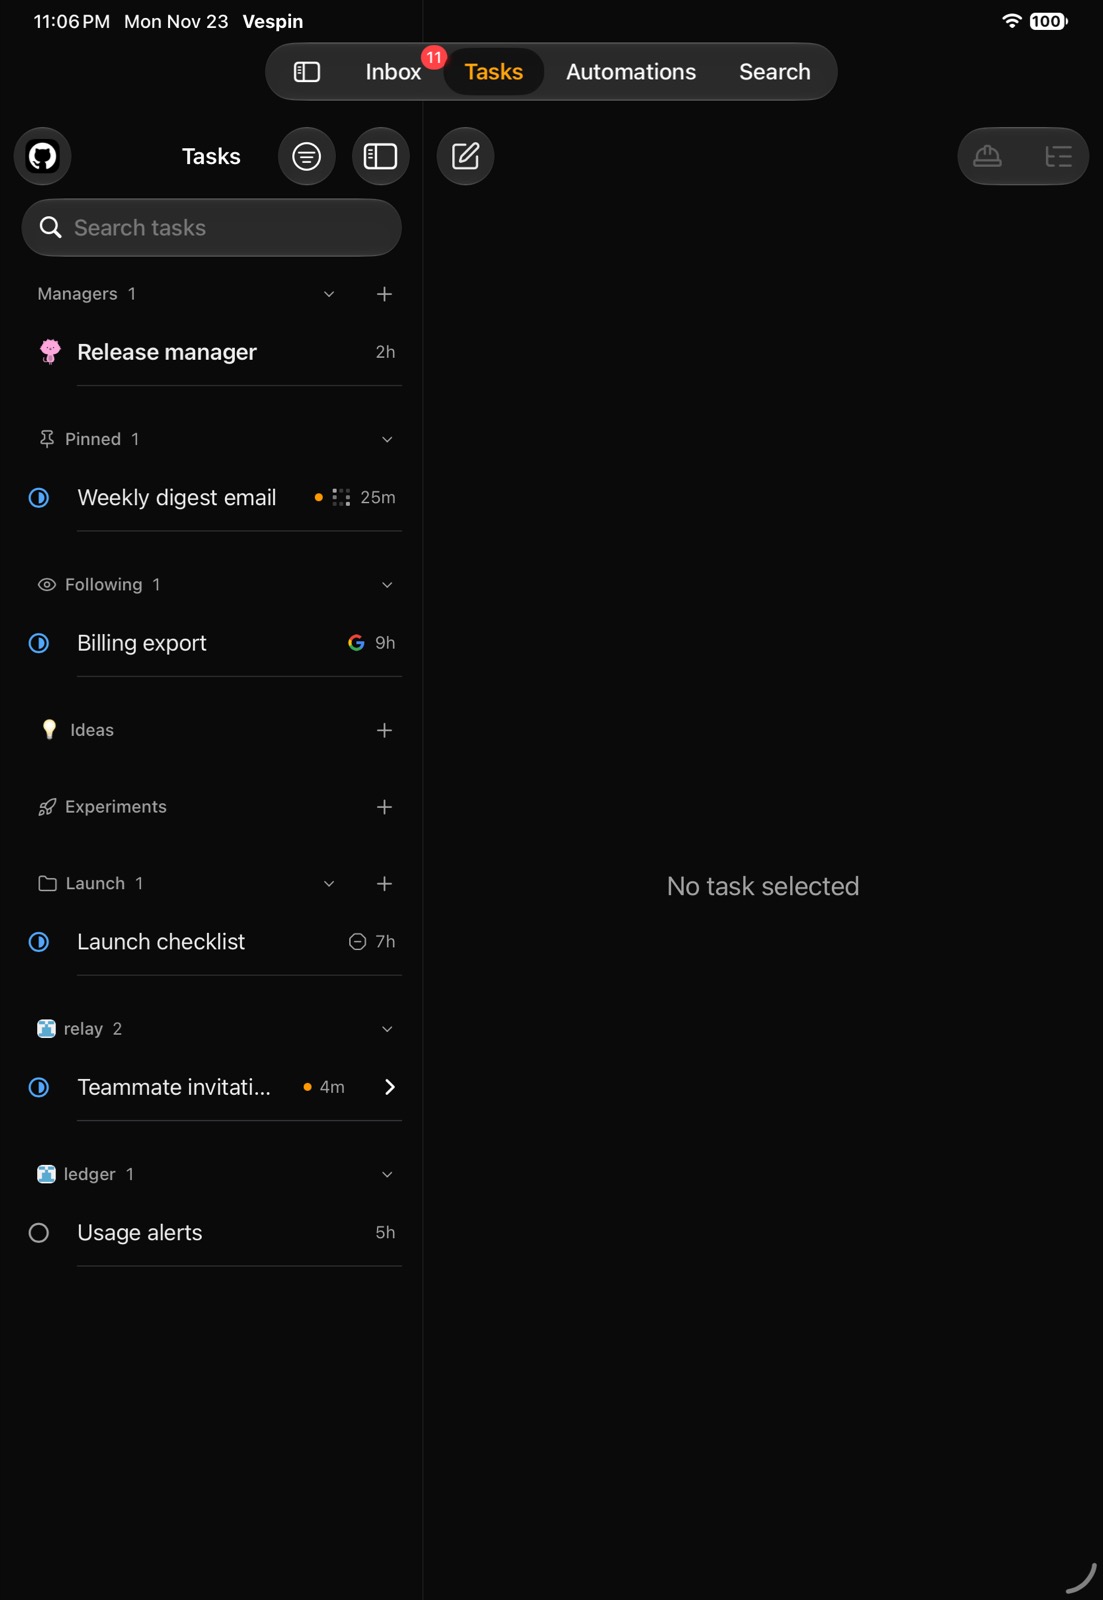 11:06 PM Mon Nov 23 Vespin
100
Inbox 11 Tasks Automations Search
Tasks
Search tasks
Managers 1
Release manager 2h
Pinned 1
Weekly digest email 25m
Following 1
Billing export 9h
Ideas
Experiments
Launch 1
Launch checklist 7h
relay 2
Teammate invitati... 4m
ledger 1
Usage alerts 5h
No task selected